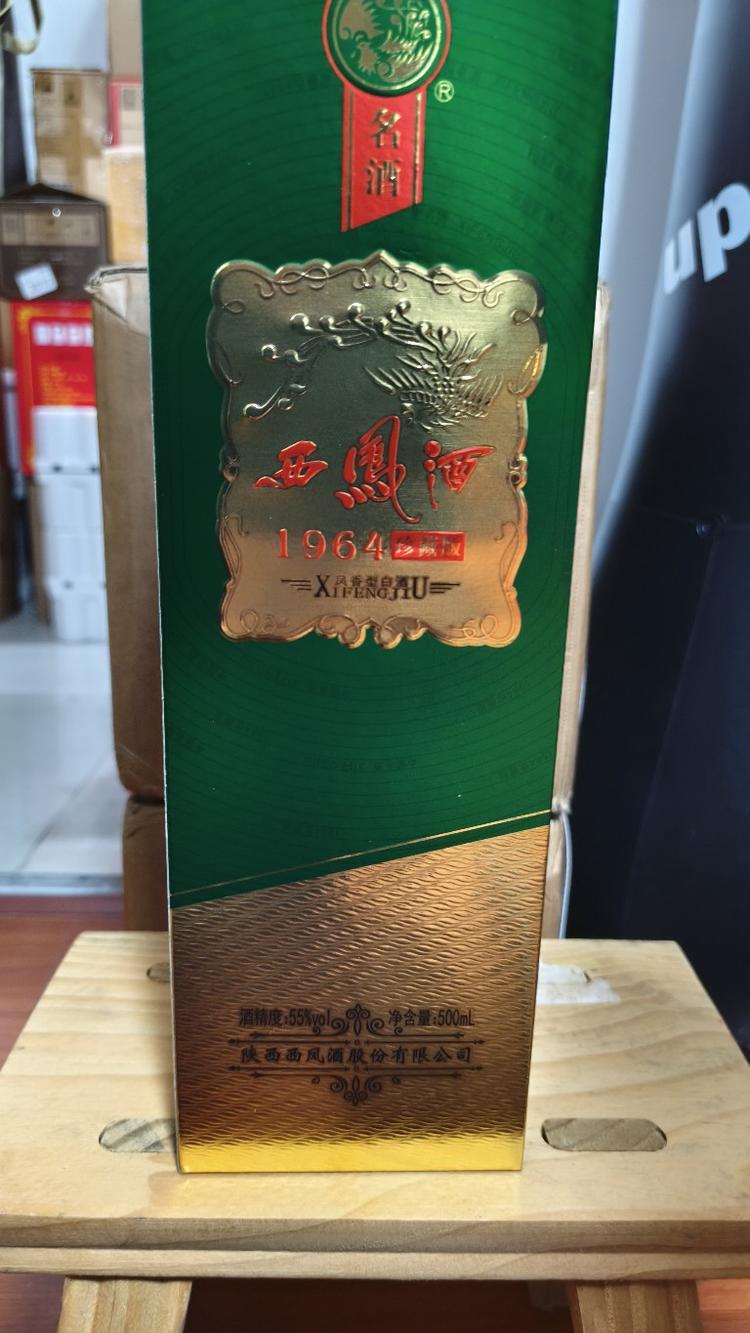 ®
名
酒
西鳳酒
1964珍藏版
凤香型白酒
XIFENGJIU
酒精度:55%vol 净含量:500mL
陕西西凤酒股份有限公司
up